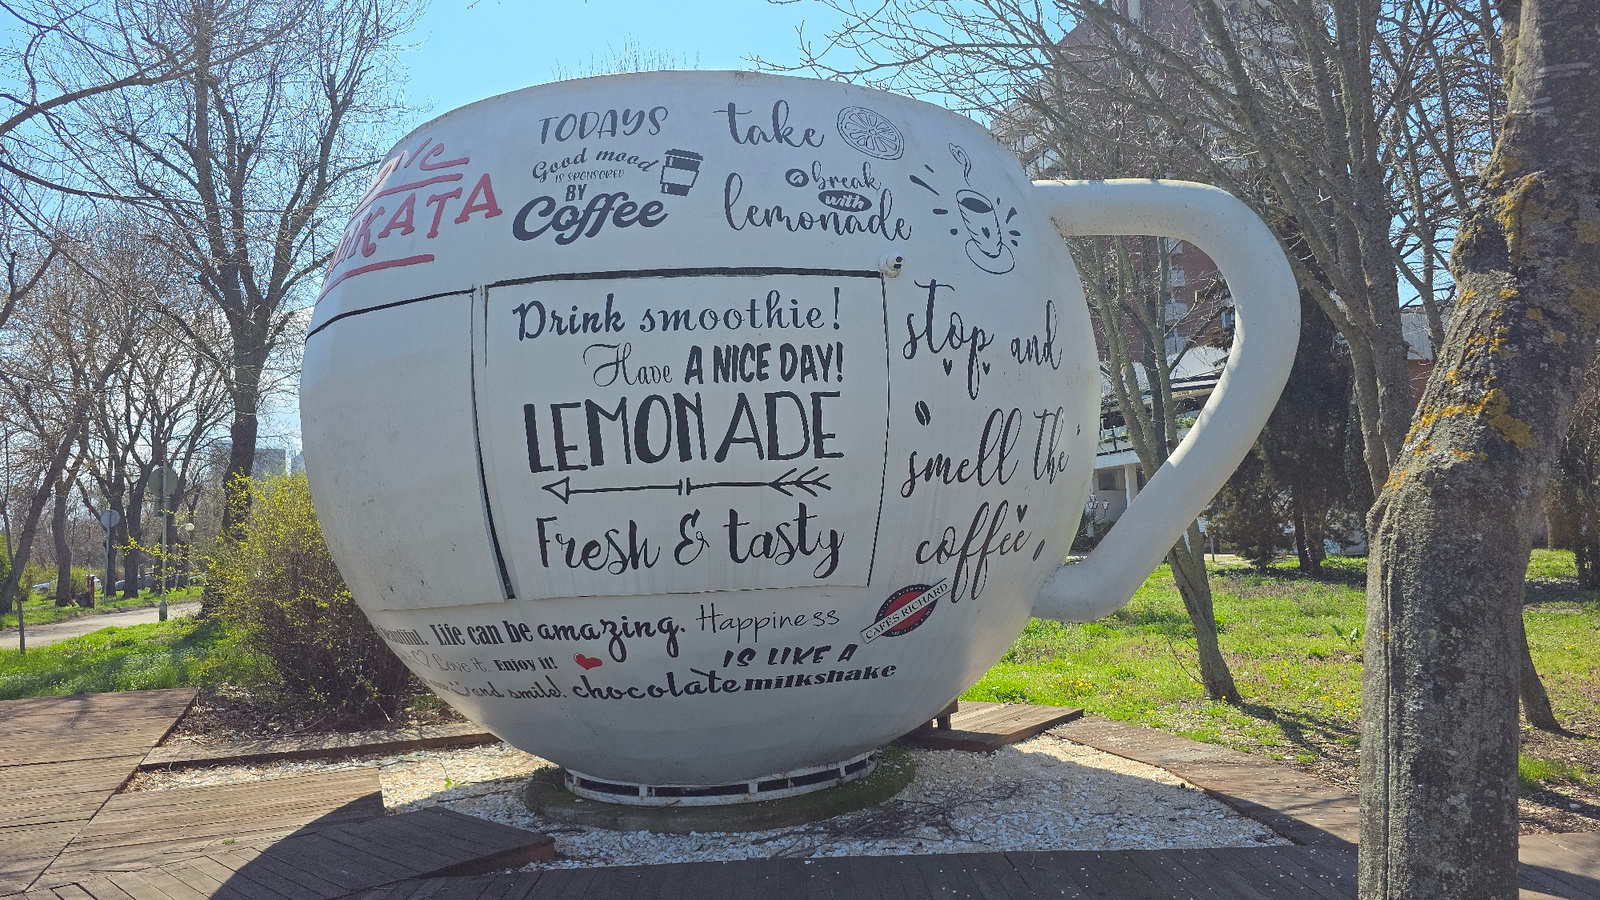 TODAYS
Good mood
IS SPONSORED
BY
Coffee
take
a break
with
lemonade
Drink smoothie!
Have A NICE DAY!
LEMONADE
Fresh & tasty
stop and
smell the
coffee
CAFÉS RICHARD
Life can be amazing.
Love it. Enjoy it!
and smile!
Happiness
IS LIKE A
chocolate milkshake